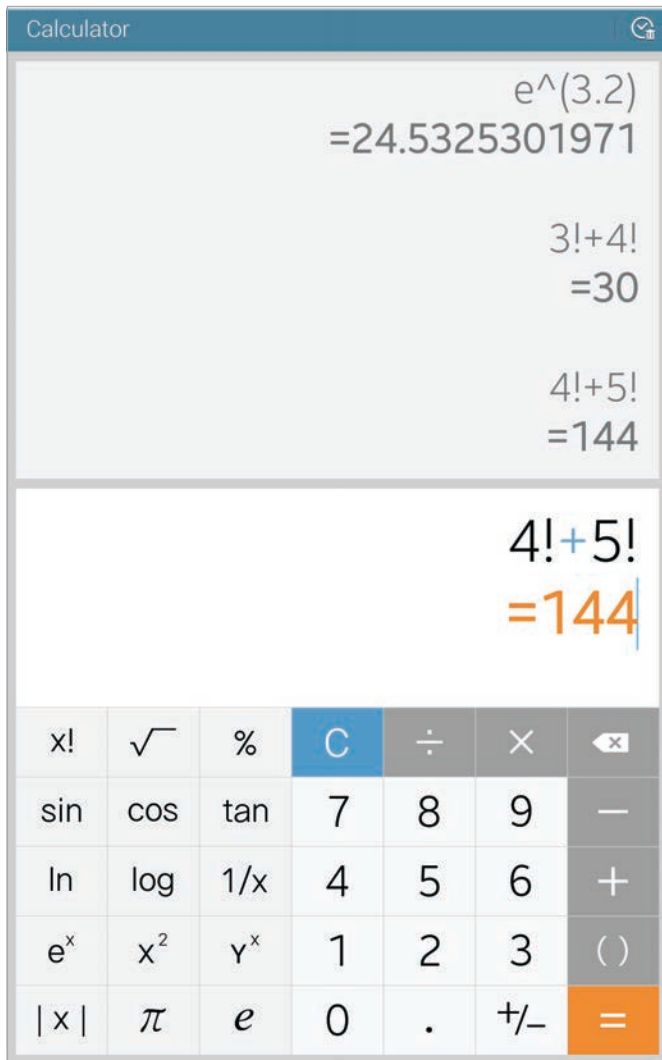 Calculator
e^(3.2)
=24.5325301971
3!+4!
=30
4!+5!
=144
4!+5!
=144
x! √ % C ÷ ×
sin cos tan 7 8 9 −
ln log 1/x 4 5 6 +
eˣ x² Yˣ 1 2 3 ( )
|x| π e 0 . +/− =